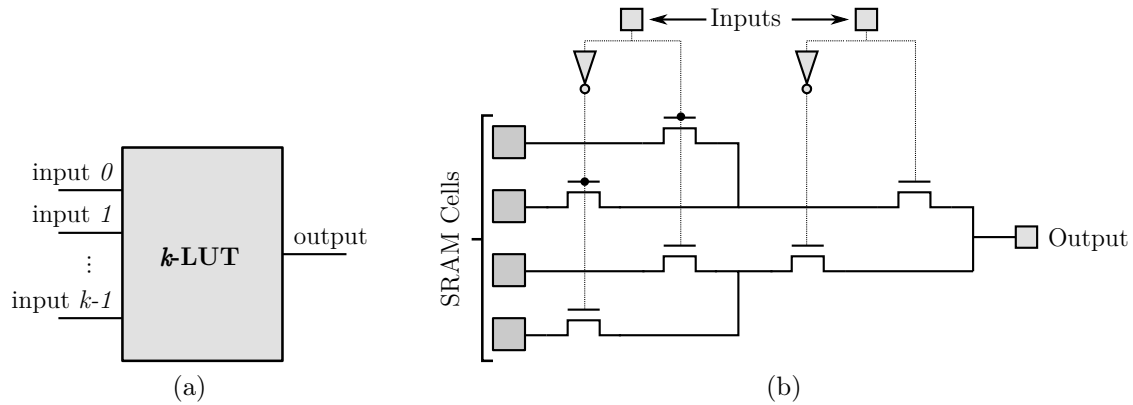 input 0
input 1
⋮
input k-1
k-LUT
output
(a)
Inputs
SRAM Cells
Output
(b)